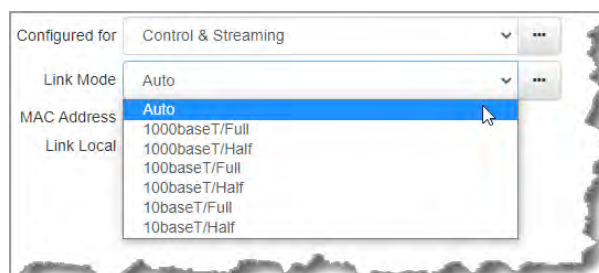 Configured for Control & Streaming
Link Mode Auto
MAC Address Auto
1000baseT/Full
Link Local 1000baseT/Half
100baseT/Full
100baseT/Half
10baseT/Full
10baseT/Half